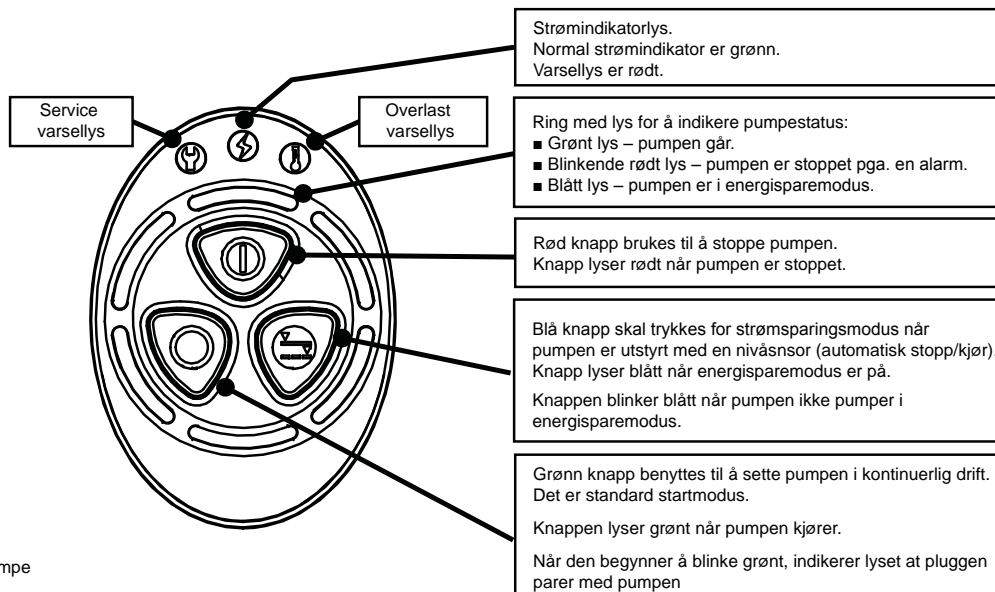 Strømindikatorlys.
Normal strømindikator er grønn.
Varsellys er rødt.
Service
varsellys
Overlast
varsellys
Ring med lys for å indikere pumpestatus:
■ Grønt lys – pumpen går.
■ Blinkende rødt lys – pumpen er stoppet pga. en alarm.
■ Blått lys – pumpen er i energisparemodus.
Rød knapp brukes til å stoppe pumpen.
Knapp lyser rødt når pumpen er stoppet.
Blå knapp skal trykkes for strømsparingsmodus når
pumpen er utstyrt med en nivåsnsor (automatisk stopp/kjør).
Knapp lyser blått når energisparemodus er på.
Knappen blinker blått når pumpen ikke pumper i
energisparemodus.
Grønn knapp benyttes til å sette pumpen i kontinuerlig drift.
Det er standard startmodus.
Knappen lyser grønt når pumpen kjører.
Når den begynner å blinke grønt, indikerer lyset at pluggen
parer med pumpen
mpe